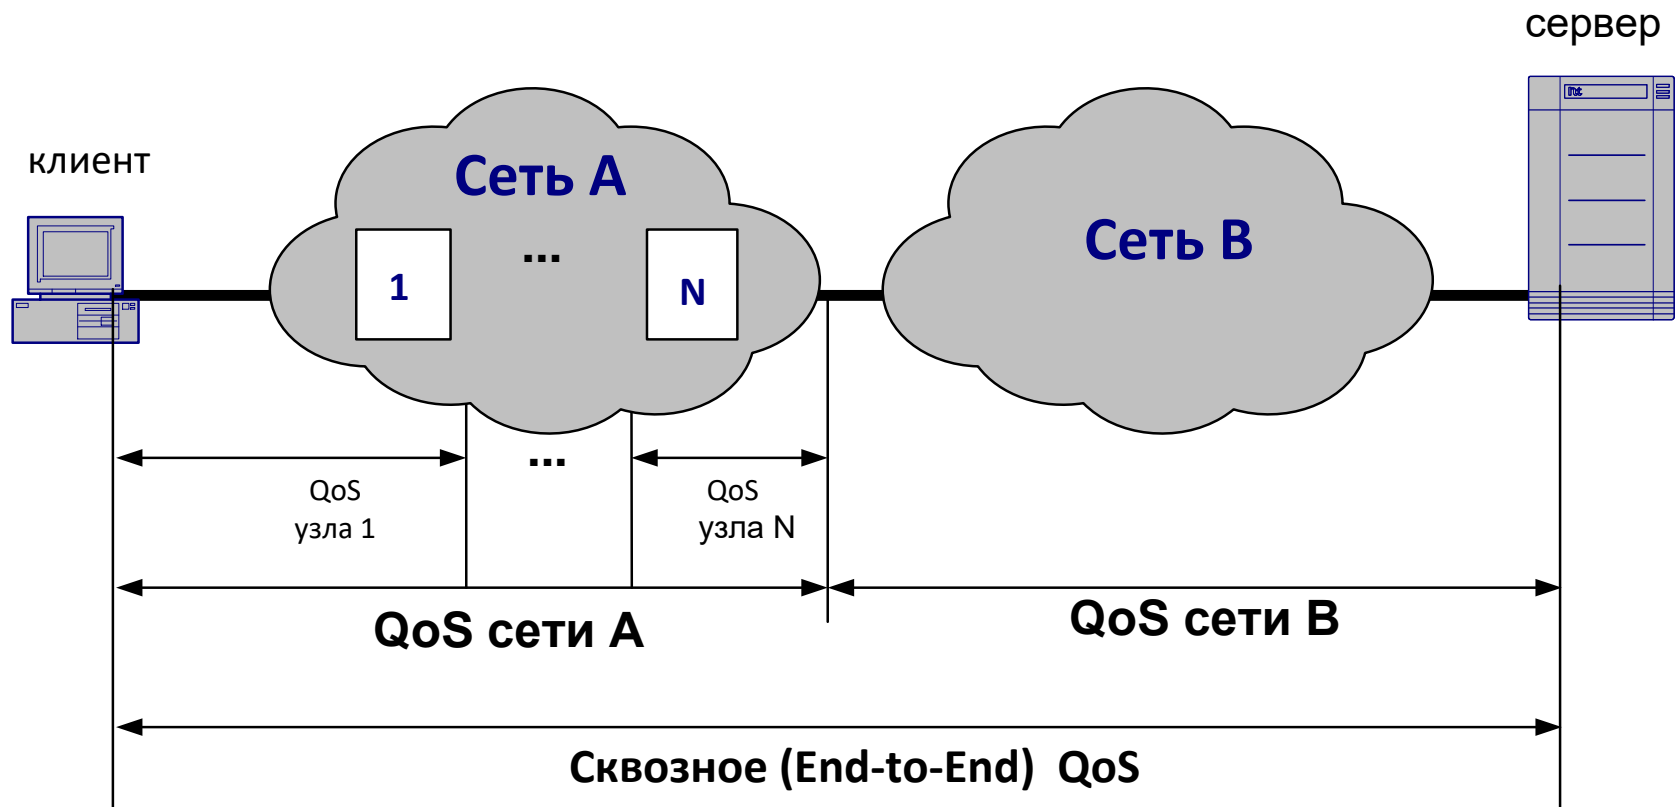 сервер
клиент
Сеть А
Сеть В
...
1
N
...
QoS
узла 1
QoS
узла N
QoS сети А
QoS сети В
Сквозное (End-to-End) QoS